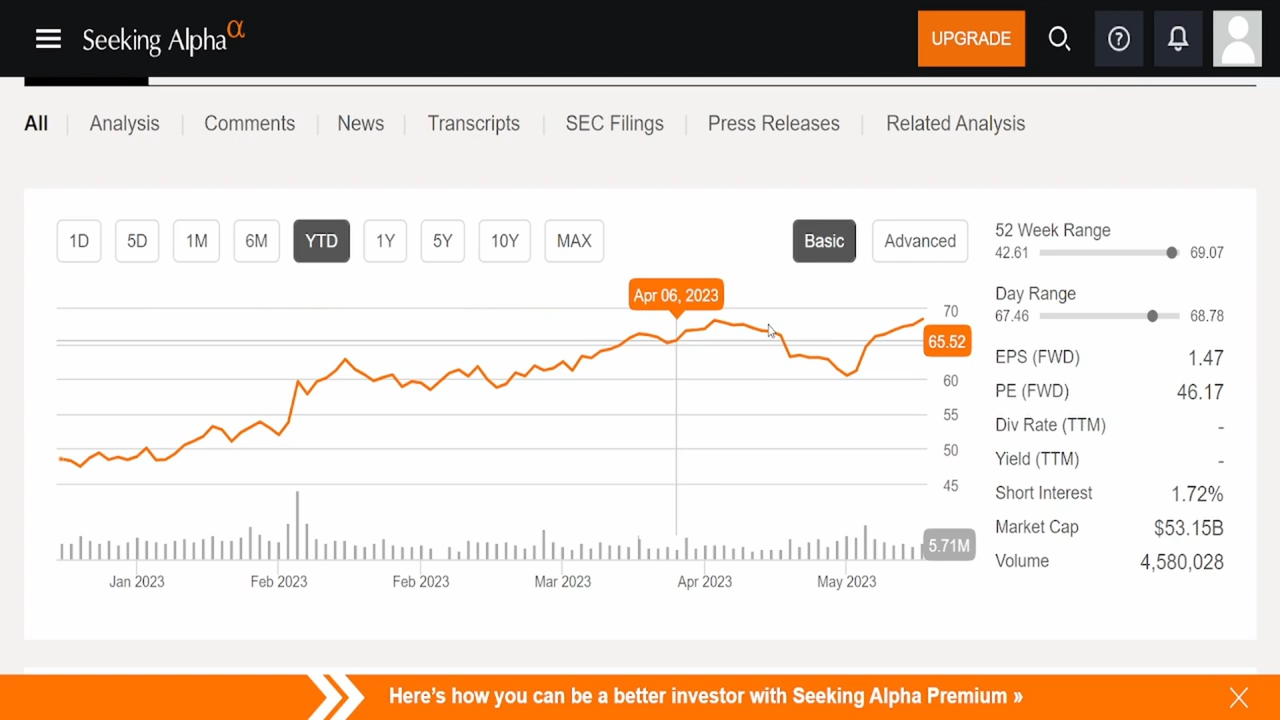 Seeking Alpha α
UPGRADE
All
Analysis
Comments
News
Transcripts
SEC Filings
Press Releases
Related Analysis
1D
5D
1M
6M
YTD
1Y
5Y
10Y
MAX
Basic
Advanced
Apr 06, 2023
70
65.52
60
55
50
45
5.71M
Jan 2023
Feb 2023
Feb 2023
Mar 2023
Apr 2023
May 2023
52 Week Range
42.61 69.07
Day Range
67.46 68.78
EPS (FWD) 1.47
PE (FWD) 46.17
Div Rate (TTM) -
Yield (TTM) -
Short Interest 1.72%
Market Cap $53.15B
Volume 4,580,028
Here's how you can be a better investor with Seeking Alpha Premium »